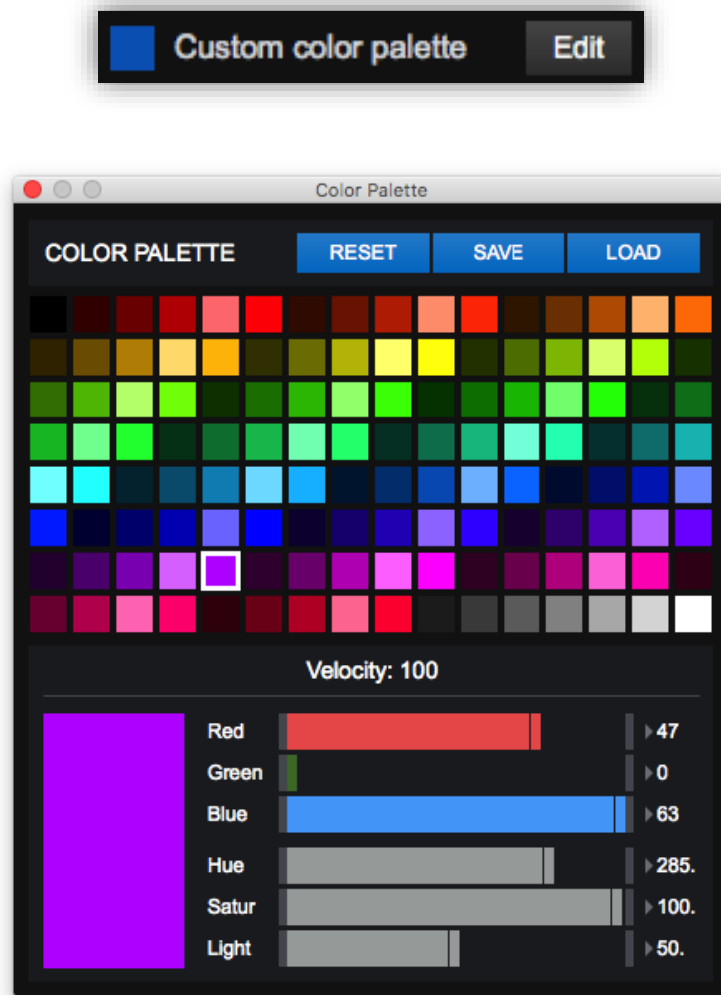 Custom color palette Edit
Color Palette
COLOR PALETTE RESET SAVE LOAD
Velocity: 100
Red 47
Green 0
Blue 63
Hue 285.
Satur 100.
Light 50.